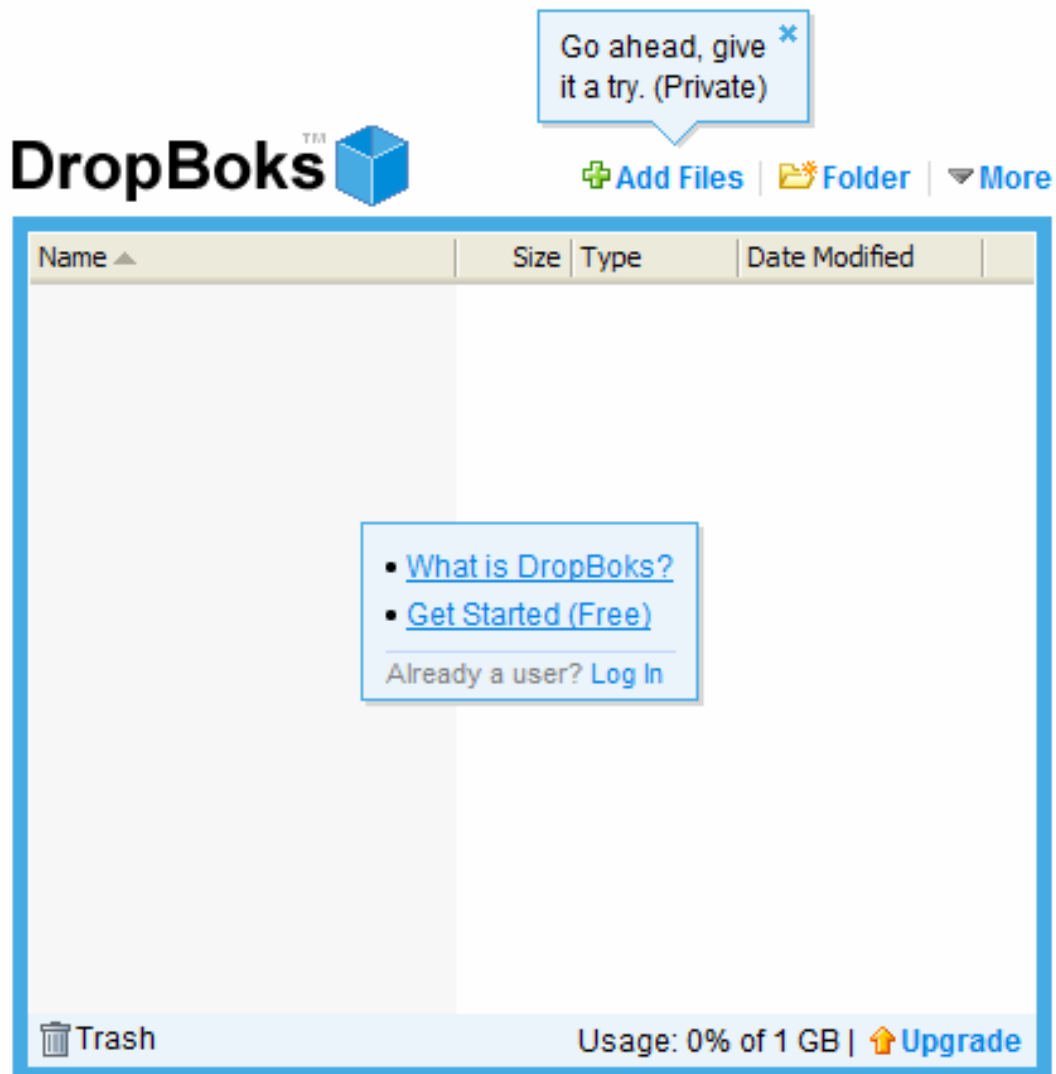 Go ahead, give
it a try. (Private)
DropBoks™
Add Files | Folder | More
Name Size Type Date Modified
• What is DropBoks?
• Get Started (Free)
Already a user? Log In
Trash Usage: 0% of 1 GB | Upgrade